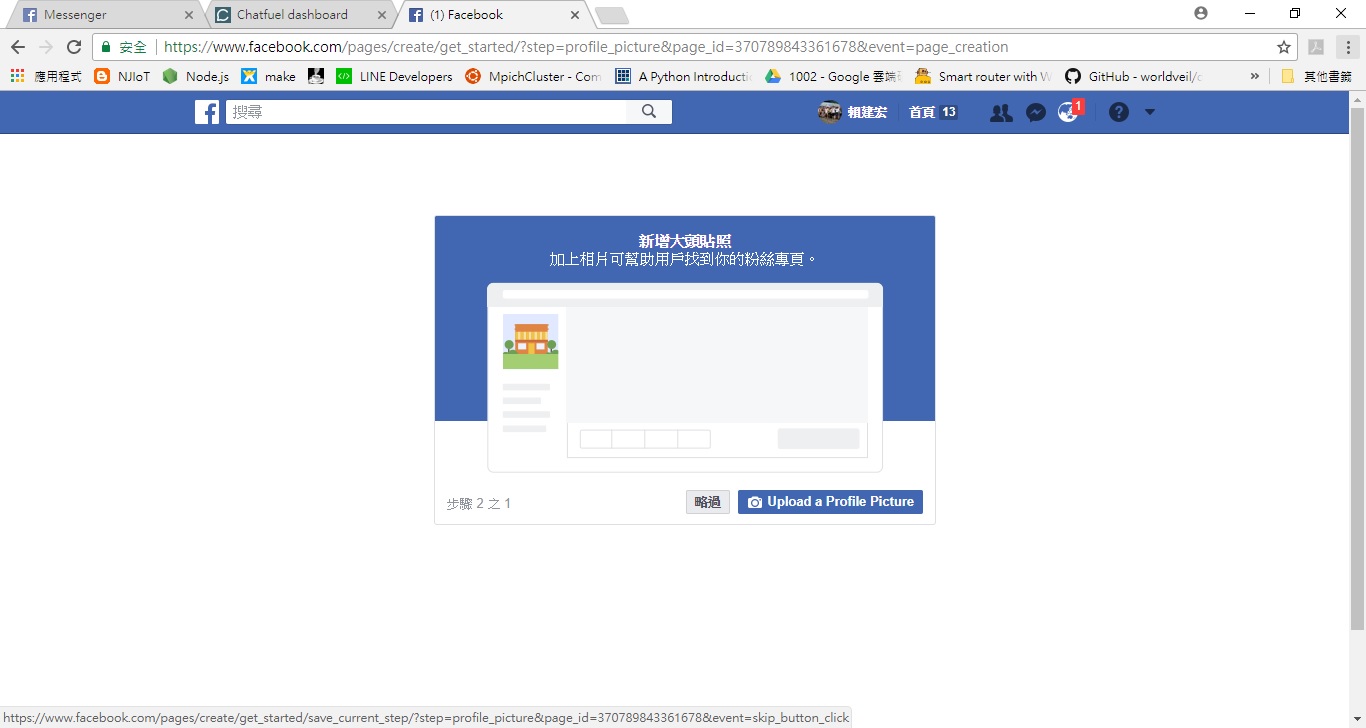 Messenger
Chatfuel dashboard
(1) Facebook
安全
https://www.facebook.com/pages/create/get_started/?step=profile_picture&page_id=370789843361678&event=page_creation
應用程式
NJIoT
Node.js
make
LINE Developers
MpichCluster - Com
A Python Introducti
1002 - Google 雲端
Smart router with W
GitHub - worldveil/d
»
其他書籤
搜尋
賴建宏
首頁 13
1
新增大頭貼照
加上相片可幫助用戶找到你的粉絲專頁。
步驟 2 之 1
略過
Upload a Profile Picture
https://www.facebook.com/pages/create/get_started/save_current_step/?step=profile_picture&page_id=370789843361678&event=skip_button_click